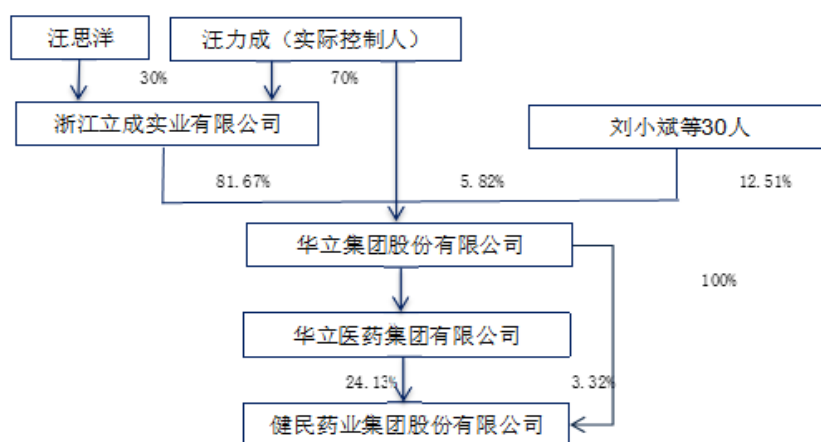 汪思洋
汪力成（实际控制人）
30%
70%
浙江立成实业有限公司
刘小斌等30人
81.67%
5.82%
12.51%
华立集团股份有限公司
100%
华立医药集团有限公司
24.13%
3.32%
健民药业集团股份有限公司